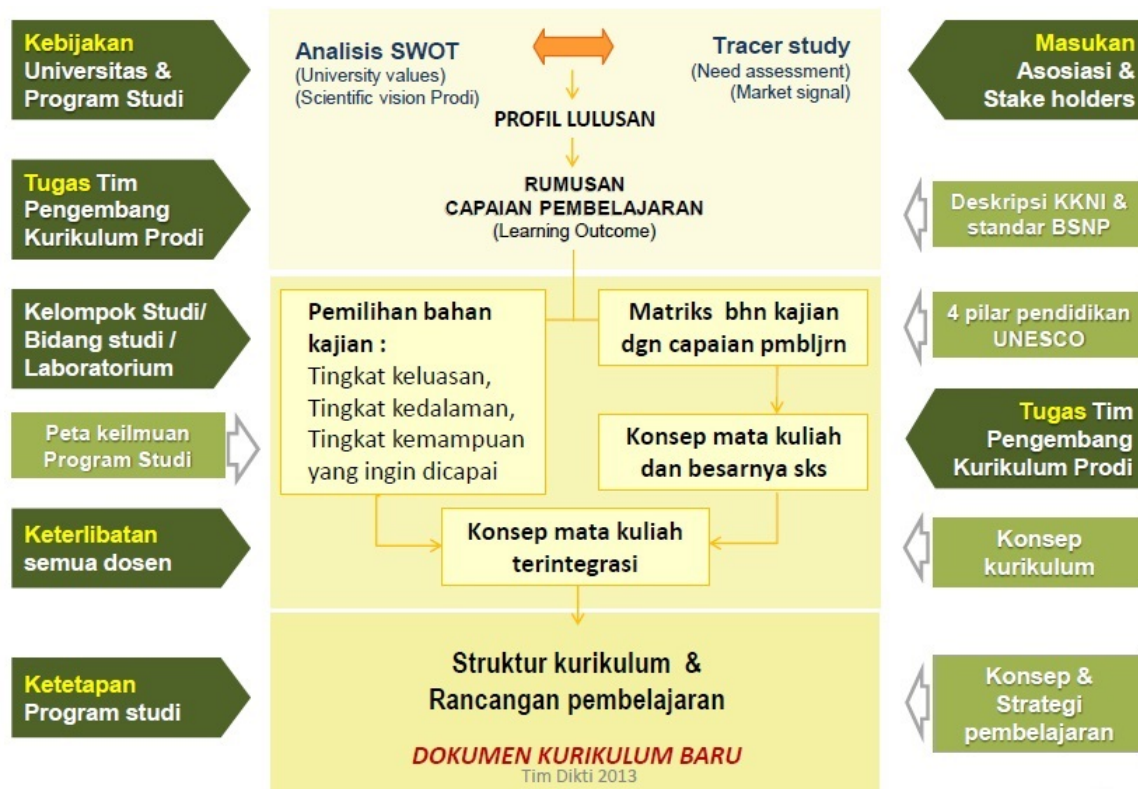 Kebijakan
Universitas &
Program Studi
Analisis SWOT
(University values)
(Scientific vision Prodi)
Tracer study
(Need assessment)
(Market signal)
Masukan
Asosiasi &
Stake holders
PROFIL LULUSAN
Tugas Tim
Pengembang
Kurikulum Prodi
RUMUSAN
CAPAIAN PEMBELAJARAN
(Learning Outcome)
Deskripsi KKNI &
standar BSNP
Kelompok Studi/
Bidang studi /
Laboratorium
Pemilihan bahan
kajian :
Tingkat keluasan,
Tingkat kedalaman,
Tingkat kemampuan
yang ingin dicapai
Matriks bhn kajian
dgn capaian pmbljrn
4 pilar pendidikan
UNESCO
Peta keilmuan
Program Studi
Konsep mata kuliah
dan besarnya sks
Tugas Tim
Pengembang
Kurikulum Prodi
Keterlibatan
semua dosen
Konsep mata kuliah
terintegrasi
Konsep
kurikulum
Ketetapan
Program studi
Struktur kurikulum &
Rancangan pembelajaran
Konsep &
Strategi
pembelajaran
DOKUMEN KURIKULUM BARU
Tim Dikti 2013